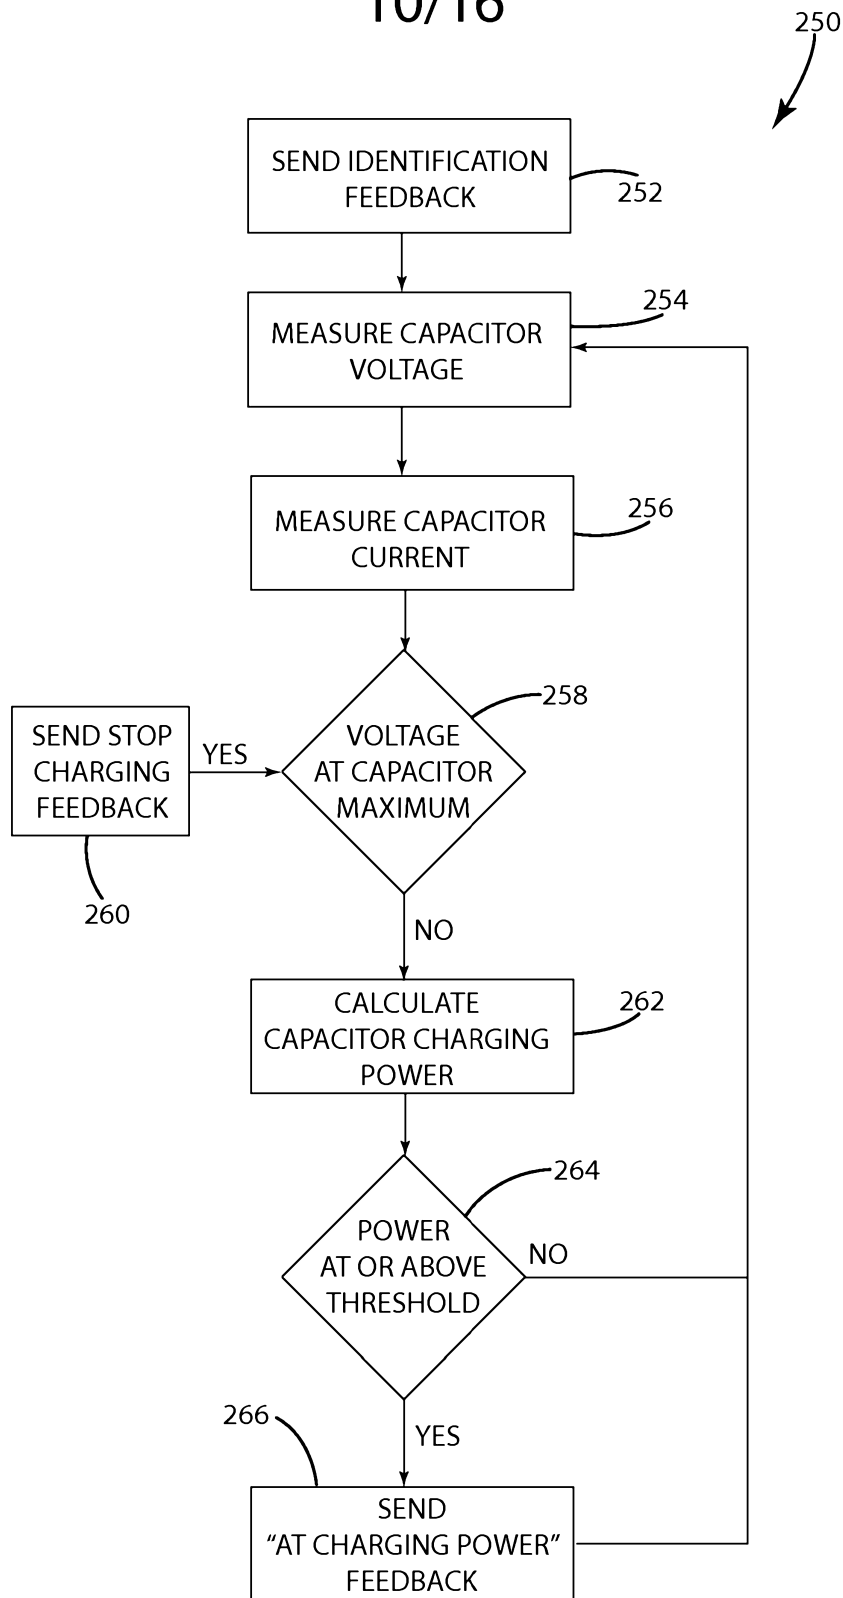 10/16
250
SEND IDENTIFICATION
FEEDBACK
252
254
MEASURE CAPACITOR
VOLTAGE
256
MEASURE CAPACITOR
CURRENT
258
VOLTAGE
AT CAPACITOR
MAXIMUM
SEND STOP
CHARGING
FEEDBACK
YES
260
NO
262
CALCULATE
CAPACITOR CHARGING
POWER
264
POWER
AT OR ABOVE
THRESHOLD
NO
YES
266
SEND
“AT CHARGING POWER”
FEEDBACK